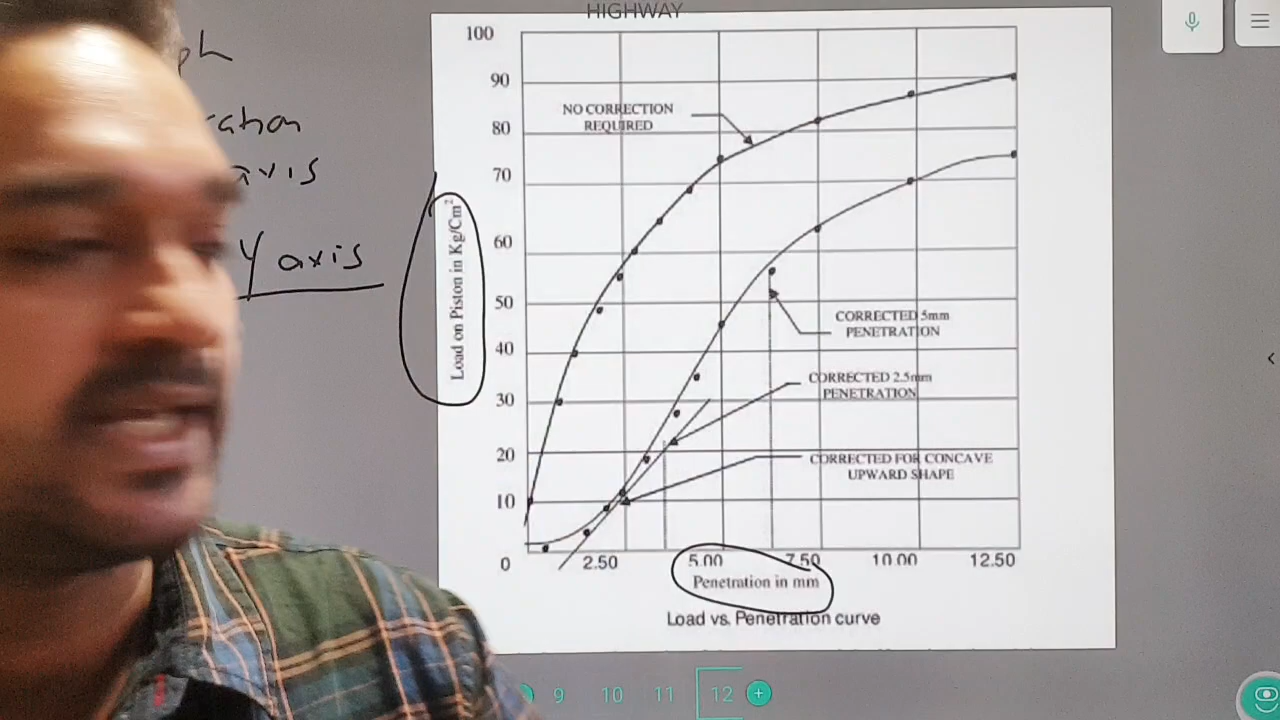 HIGHWAY
ph
ration
axis
Y axis
100
90
80
70
60
50
40
30
20
10
0
Load on Piston in Kg/Cm²
NO CORRECTION
REQUIRED
CORRECTED 5mm
PENETRATION
CORRECTED 2.5mm
PENETRATION
CORRECTED FOR CONCAVE
UPWARD SHAPE
2.50 5.00 7.50 10.00 12.50
Penetration in mm
Load vs. Penetration curve
9 10 11 12